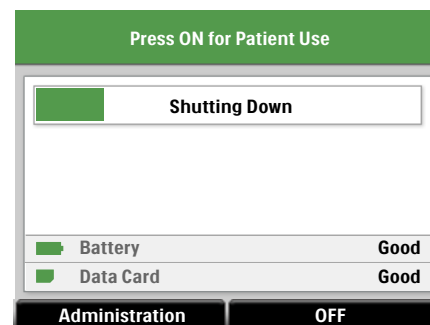 Press ON for Patient Use
Shutting Down
Battery Good
Data Card Good
Administration OFF